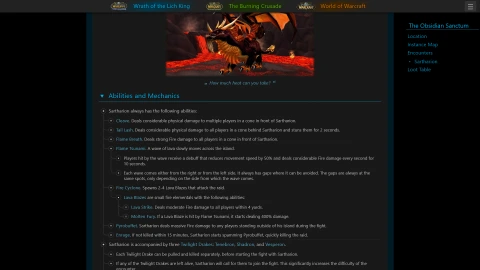 Wrath of the Lich King
The Burning Crusade
World of Warcraft
The Obsidian Sanctum
Location
Instance Map
Encounters
Sartharion
Loot Table
How much heat can you take?
Abilities and Mechanics
Sartharion always has the following abilities:
Cleave. Deals considerable physical damage to multiple players in a cone in front of Sartharion.
Tail Lash. Deals considerable physical damage to all players in a cone behind Sartharion and stuns them for 2 seconds.
Flame Breath. Deals strong Fire damage to all players in a cone in front of Sartharion.
Flame Tsunami. A wave of lava slowly moves across the island.
Players hit by the wave receive a debuff that reduces movement speed by 50% and deals considerable Fire damage every second for
10 seconds.
Each wave comes either from the right or from the left side. It always has gaps where it can be avoided. The gaps are always at the
same spots, only depending on the side from which the wave comes.
Fire Cyclone. Spawns 2-4 Lava Blazes that attack the raid.
Lava Blazes are small fire elementals with the following abilities:
Lava Strike. Deals moderate Fire damage to all players within 4 yards.
Mother Fury. If a Lava Blaze is hit by Flame Tsunami, it starts dealing 400% damage.
Pyrobuffet. Sartharion deals massive Fire damage to any players standing outside of his island during the fight.
Enrage. If not killed within 15 minutes, Sartharion starts spamming Pyrobuffet, quickly killing the raid.
Sartharion is accompanied by three Twilight Drakes: Tenebron, Shadron, and Vesperon.
Each Twilight Drake can be pulled and killed separately, before starting the fight with Sartharion.
If any of the Twilight Drakes are left alive, Sartharion will call for them to join the fight. This significantly increases the difficulty of the
encounter.